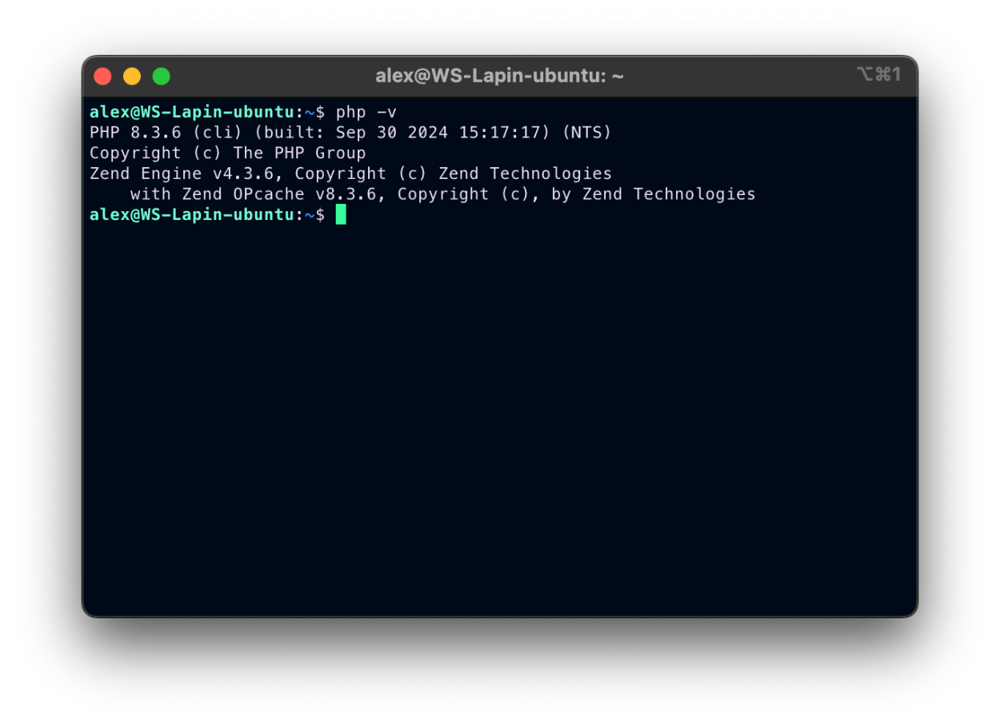 alex@WS-Lapin-ubuntu: ~ ⌥⌘1
alex@WS-Lapin-ubuntu:~$ php -v
PHP 8.3.6 (cli) (built: Sep 30 2024 15:17:17) (NTS)
Copyright (c) The PHP Group
Zend Engine v4.3.6, Copyright (c) Zend Technologies
    with Zend OPcache v8.3.6, Copyright (c), by Zend Technologies
alex@WS-Lapin-ubuntu:~$